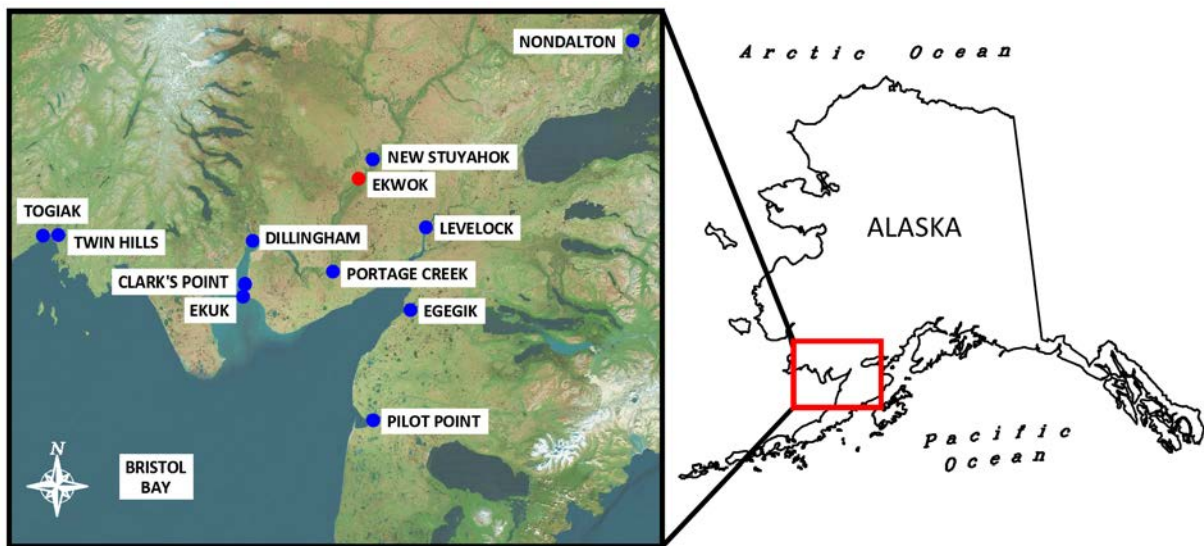 NONDALTON
NEW STUYAHOK
EKWOK
TOGIAK
TWIN HILLS
DILLINGHAM
LEVELOCK
CLARK'S POINT
PORTAGE CREEK
EKUK
EGEGIK
PILOT POINT
N
BRISTOL
BAY
Arctic Ocean
ALASKA
Pacific
Ocean